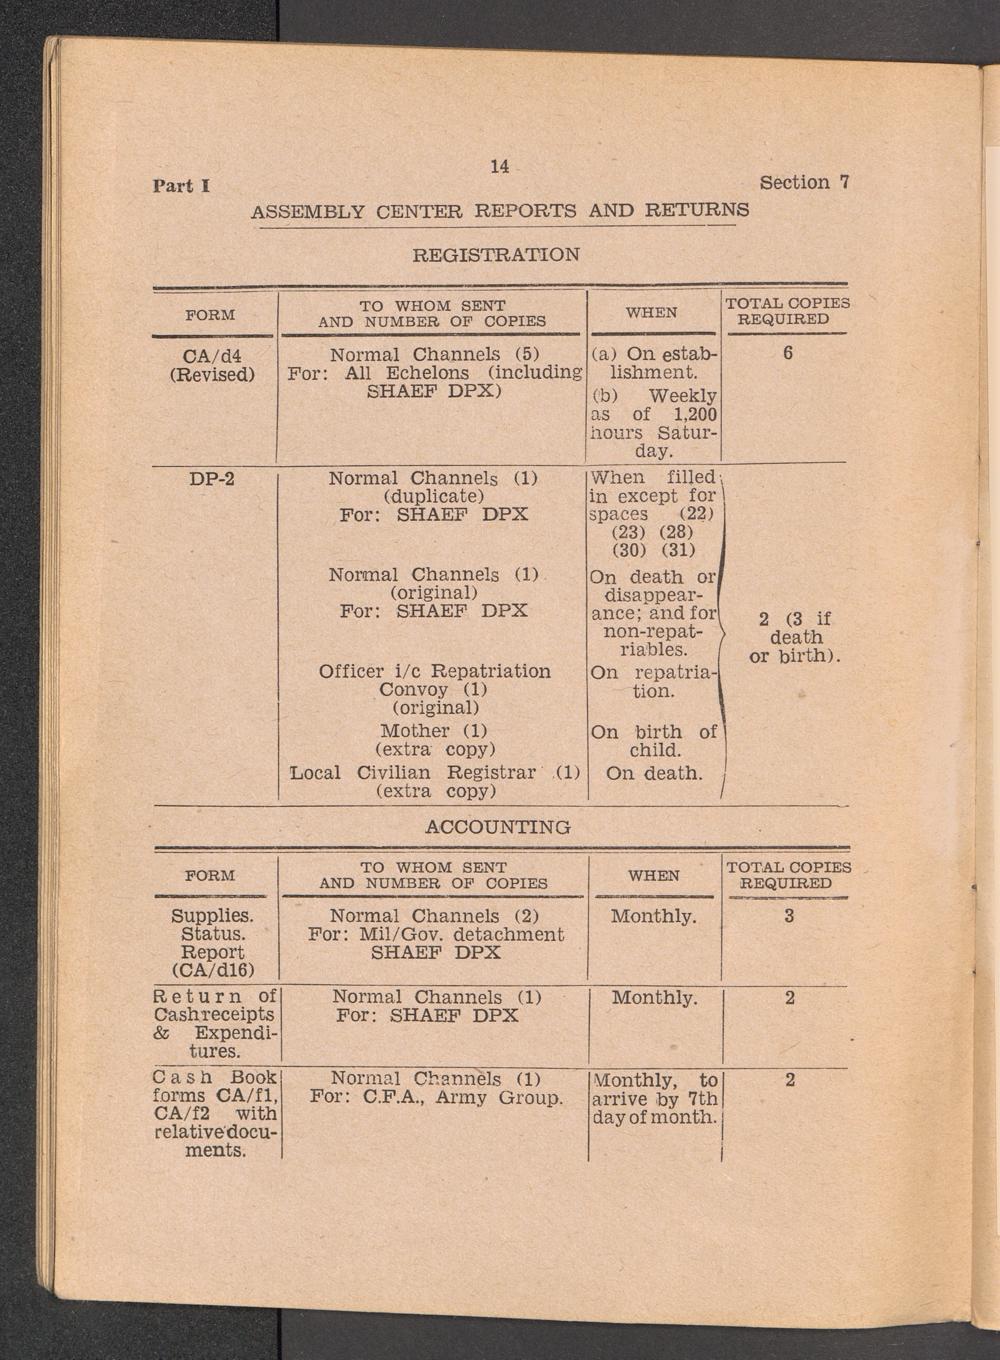 14
Part I Section 7
ASSEMBLY CENTER REPORTS AND RETURNS
REGISTRATION
FORM
TO WHOM SENT
AND NUMBER OF COPIES
WHEN
TOTAL COPIES
REQUIRED
CA/d4
(Revised)
Normal Channels (5)
For: All Echelons (including
SHAEF DPX)
(a) On estab-
lishment.
(b) Weekly
as of 1,200
hours Satur-
day.
6
DP-2
Normal Channels (1)
(duplicate)
For: SHAEF DPX
When filled
in except for
spaces (22)
(23) (28)
(30) (31)
Normal Channels (1)
(original)
For: SHAEF DPX
On death or
disappear-
ance; and for
non-repat-
riables.
Officer i/c Repatriation
Convoy (1)
(original)
On repatria-
tion.
Mother (1)
(extra copy)
On birth of
child.
Local Civilian Registrar (1)
(extra copy)
On death.
2 (3 if
death
or birth).
ACCOUNTING
FORM
TO WHOM SENT
AND NUMBER OF COPIES
WHEN
TOTAL COPIES
REQUIRED
Supplies.
Status.
Report
(CA/d16)
Normal Channels (2)
For: Mil/Gov. detachment
SHAEF DPX
Monthly.
3
Return of
Cashreceipts
& Expendi-
tures.
Normal Channels (1)
For: SHAEF DPX
Monthly.
2
Cash Book
forms CA/f1,
CA/f2 with
relative docu-
ments.
Normal Channels (1)
For: C.F.A., Army Group.
Monthly, to
arrive by 7th
day of month.
2